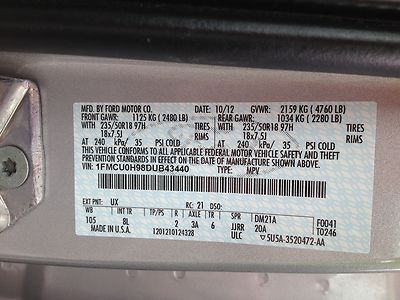 MFD. BY FORD MOTOR CO. 10/12 GVWR: 2159 KG ( 4760 LB)
FRONT GAWR: 1125 KG ( 2480 LB) REAR GAWR: 1034 KG ( 2280 LB)
WITH 235/50R18 97H TIRES WITH 235/50R18 97H TIRES
18x7.5J RIMS 18x7.5J RIMS
AT 240 kPa/ 35 PSI COLD AT 240 kPa/ 35 PSI COLD
THIS VEHICLE CONFORMS TO ALL APPLICABLE FEDERAL MOTOR VEHICLE SAFETY AND BUMPER
STANDARDS IN EFFECT ON THE DATE OF MANUFACTURE SHOWN ABOVE.
VIN: 1FMCU0H98DUB43440 TYPE: MPV
EXT PNT: UX RC: 21 DSO:
WB INT TR TP/PS R AXLE TR SPR DM21A F0041
105 8L 2 3A 6 JJRR 20A T0246
MADE IN U.S.A. 1201210124328 ULC 5U5A-3520472-AA